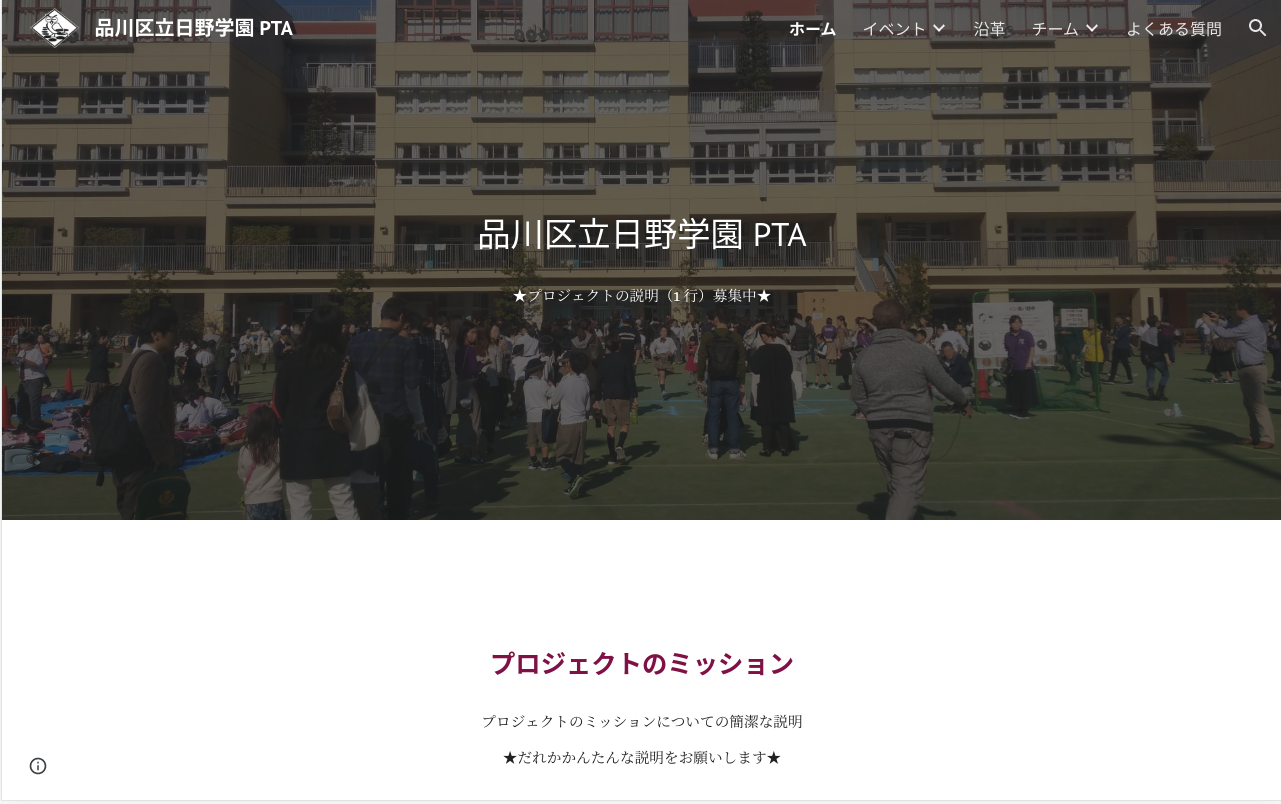 品川区立日野学園 PTA
ホーム
イベント
沿革
チーム
よくある質問
品川区立日野学園 PTA
★プロジェクトの説明（1 行）募集中★
プロジェクトのミッション
プロジェクトのミッションについての簡潔な説明
★だれかかんたんな説明をお願いします★